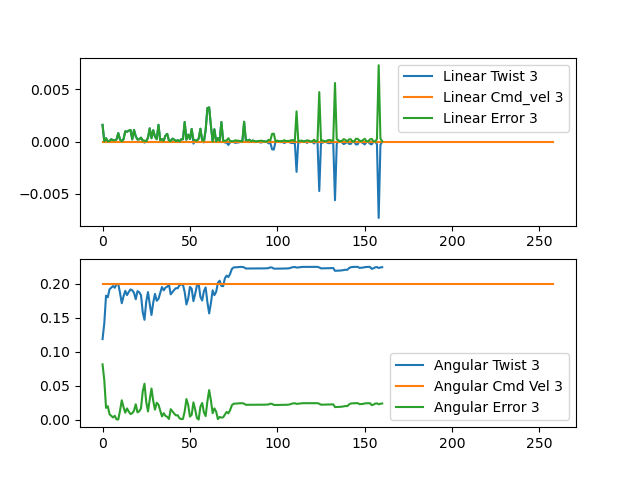 0.005
0.000
−0.005
Linear Twist 3
Linear Cmd_vel 3
Linear Error 3
0 50 100 150 200 250
0.20
0.15
0.10
0.05
0.00
Angular Twist 3
Angular Cmd Vel 3
Angular Error 3
0 50 100 150 200 250